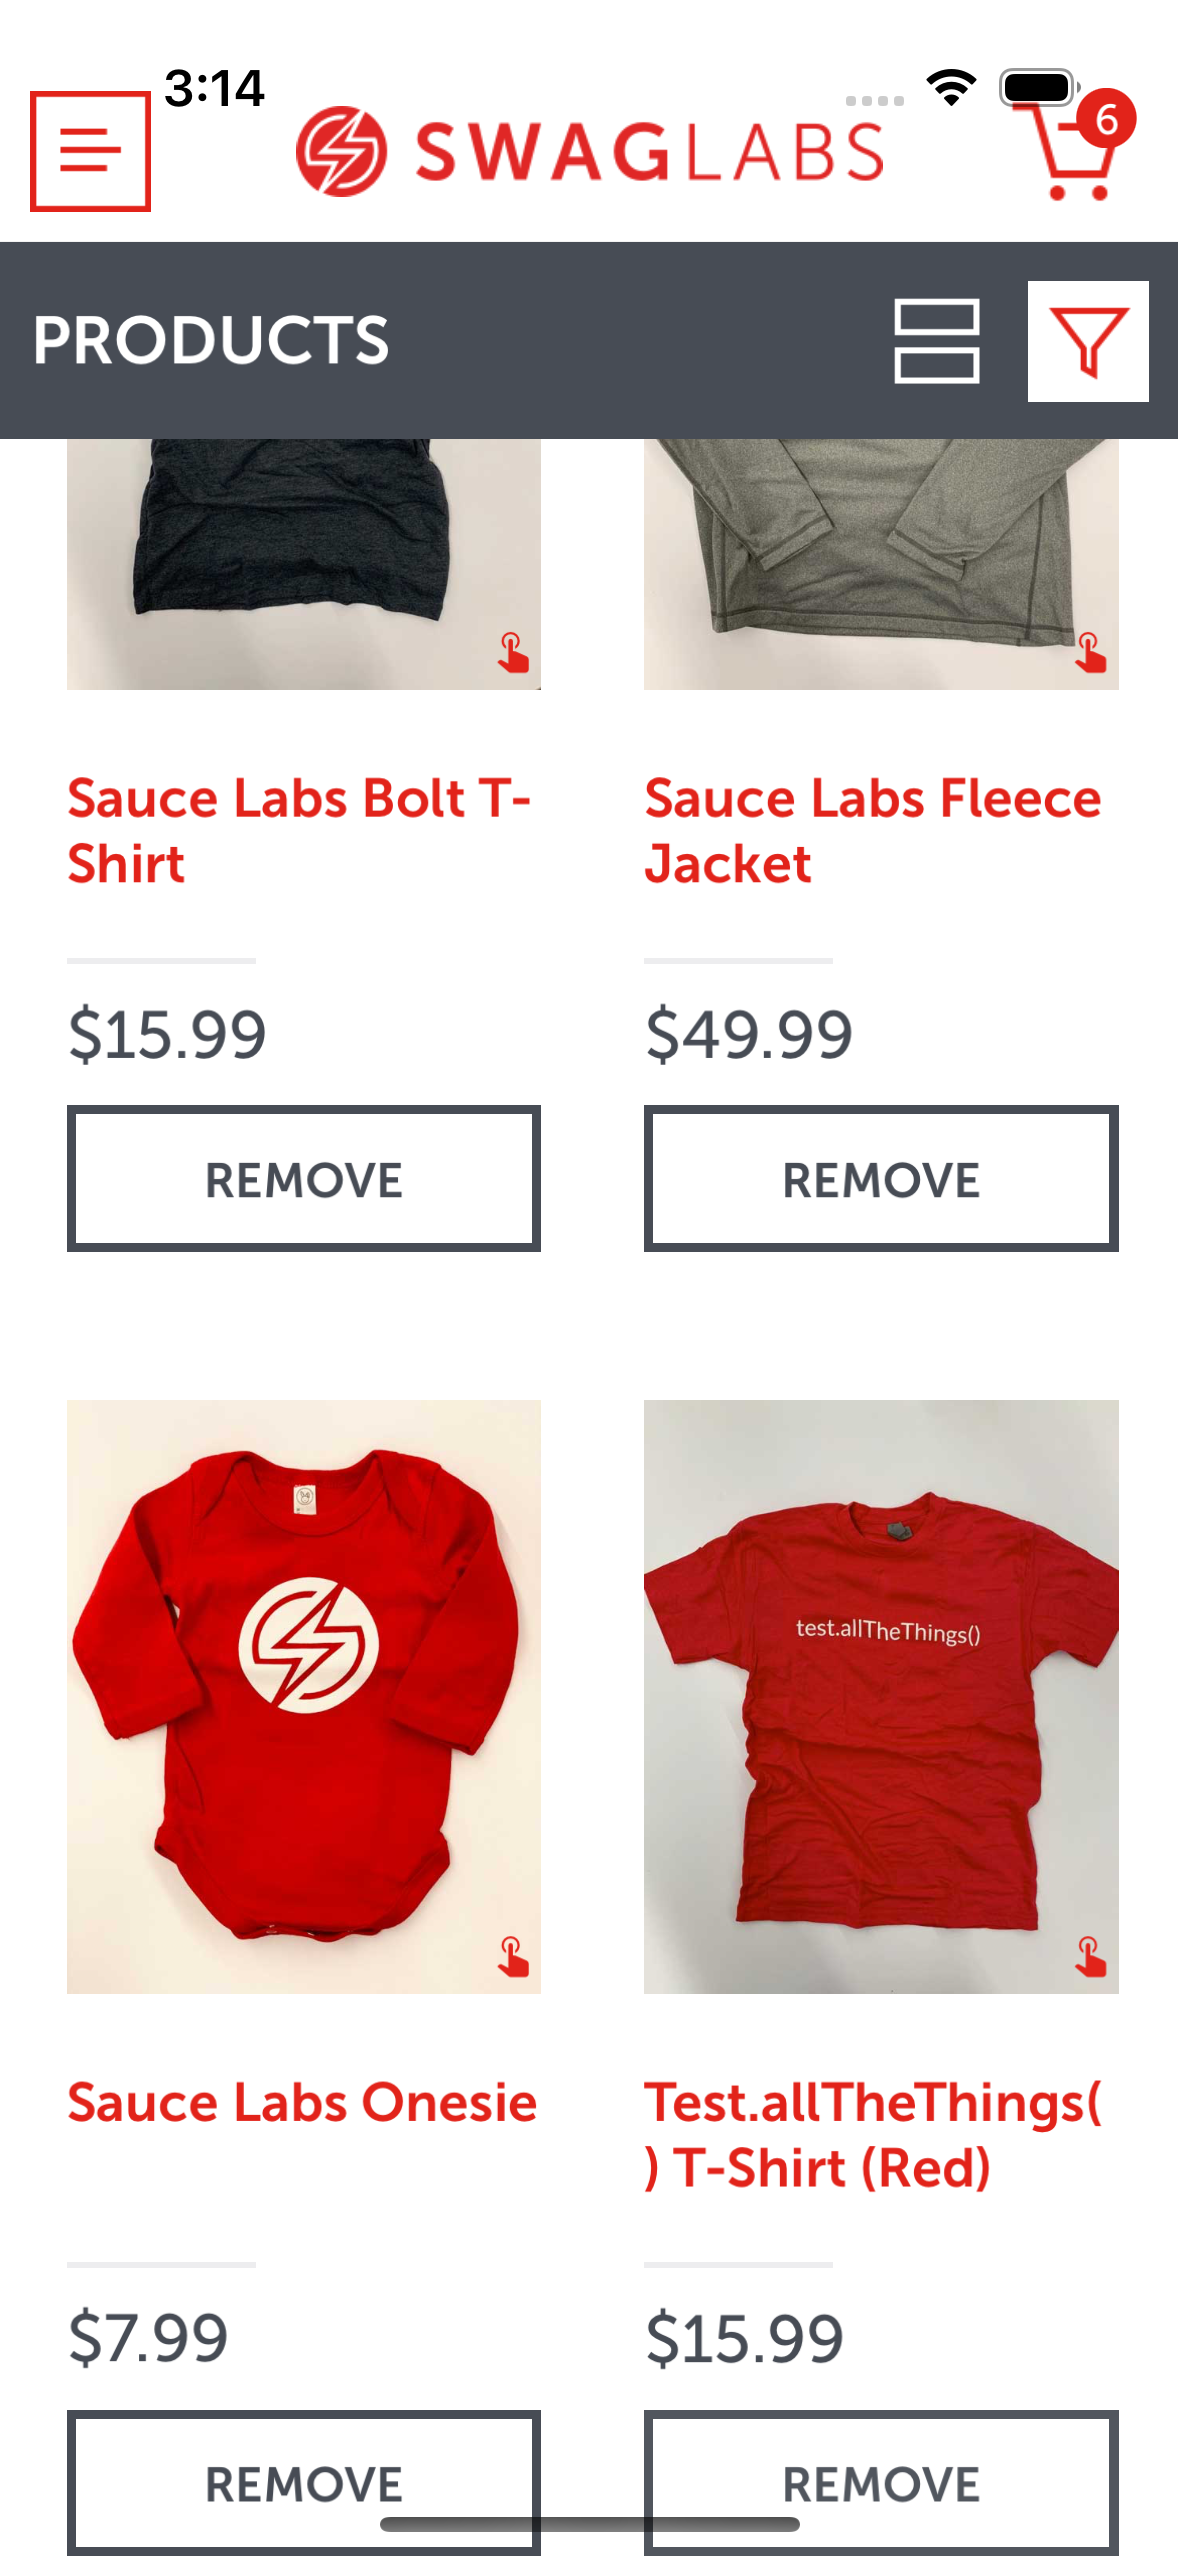 3:14
SWAGLABS
6
PRODUCTS
Sauce Labs Bolt T-
Shirt
Sauce Labs Fleece
Jacket
$15.99
$49.99
REMOVE
REMOVE
test.allTheThings()
Sauce Labs Onesie
Test.allTheThings(
) T-Shirt (Red)
$7.99
$15.99
REMOVE
REMOVE